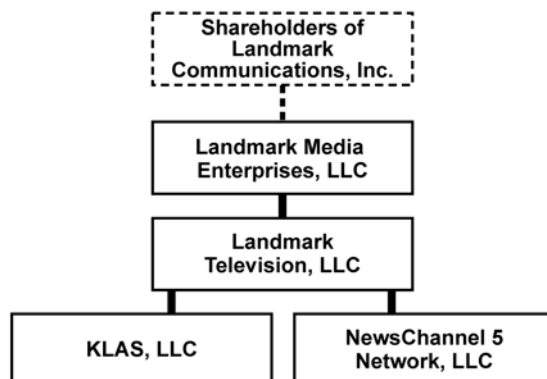 Shareholders of
Landmark
Communications, Inc.
Landmark Media
Enterprises, LLC
Landmark
Television, LLC
KLAS, LLC
NewsChannel 5
Network, LLC